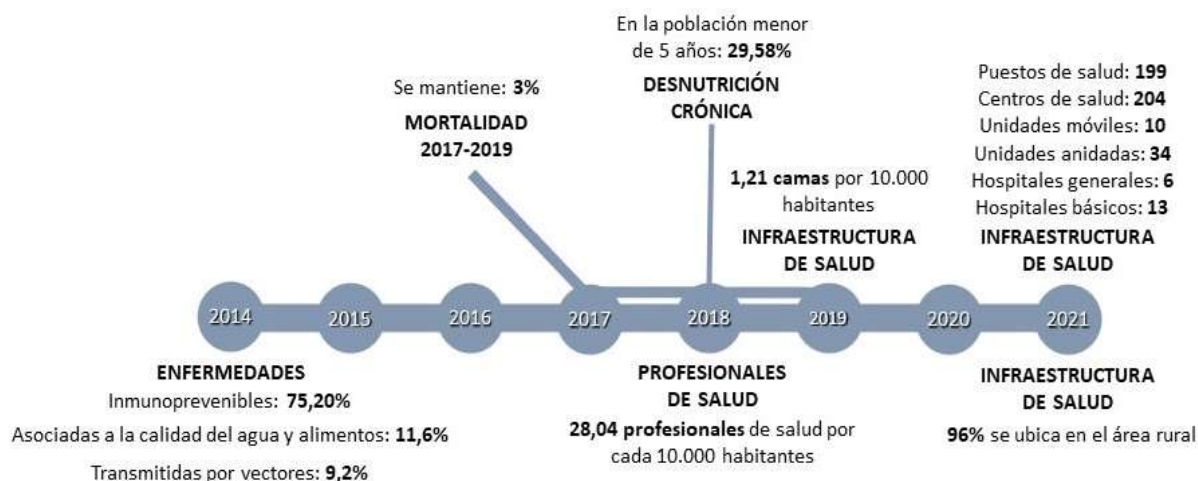 En la población menor
de 5 años: 29,58%
DESNUTRICIÓN
CRÓNICA
Se mantiene: 3%
MORTALIDAD
2017-2019
1,21 camas por 10.000
habitantes
INFRAESTRUCTURA
DE SALUD
Puestos de salud: 199
Centros de salud: 204
Unidades móviles: 10
Unidades anidadas: 34
Hospitales generales: 6
Hospitales básicos: 13
INFRAESTRUCTURA
DE SALUD
2014 2015 2016 2017 2018 2019 2020 2021
ENFERMEDADES
Inmunoprevenibles: 75,20%
Asociadas a la calidad del agua y alimentos: 11,6%
Transmitidas por vectores: 9,2%
PROFESIONALES
DE SALUD
28,04 profesionales de salud por
cada 10.000 habitantes
INFRAESTRUCTURA
DE SALUD
96% se ubica en el área rural